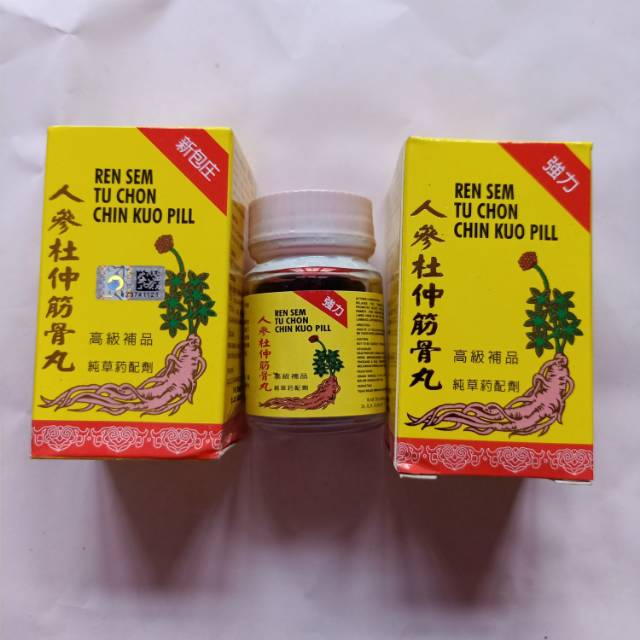 新包庄
REN SEM
TU CHON
CHIN KUO PILL
人參杜仲筋骨丸
高級補品
純草葯配劑
強力
REN SEM
TU CHON
CHIN KUO PILL
人參杜仲筋骨丸
高級補品
純草葯配劑
強力
REN SEM
TU CHON
CHIN KUO PILL
人參杜仲筋骨丸
高級補品
純草葯配劑